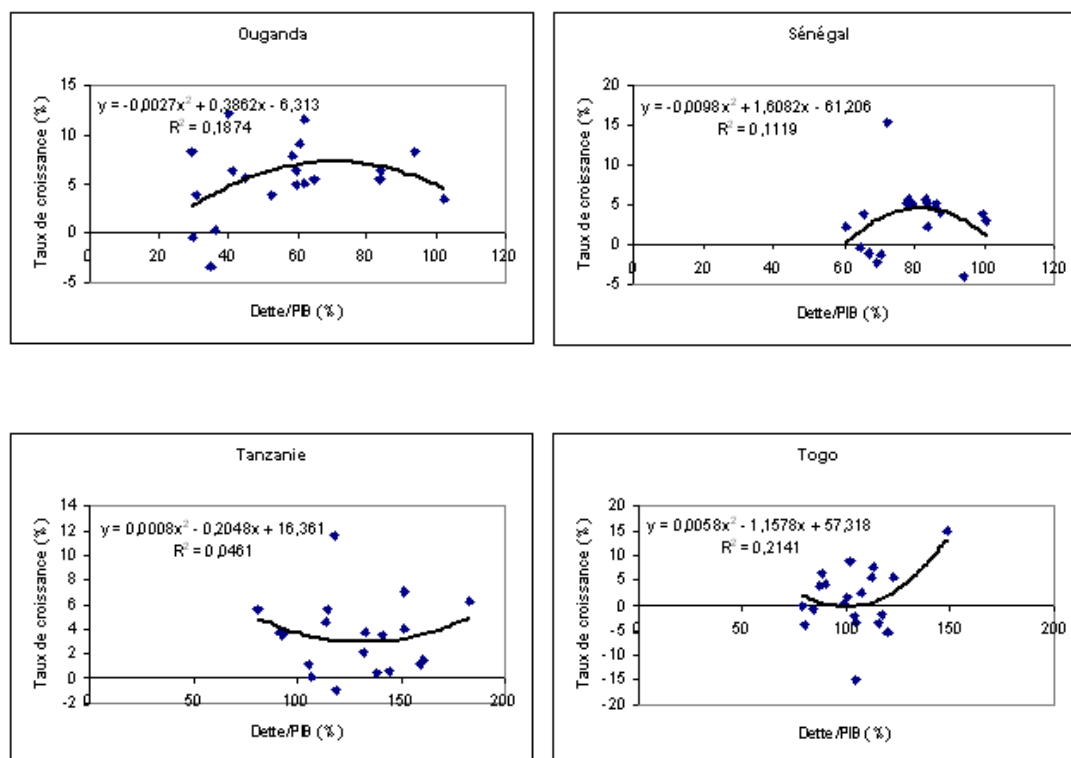 Ouganda
15
10
5
0
-5
0
20
40
60
80
100
120
y = -0,0027x² + 0,3862x - 6,313
R² = 0,1874
Taux de croissance (%)
Dette/PIB (%)
Sénégal
20
15
10
5
0
-5
0
20
40
60
80
100
120
y = -0,0098x² + 1,6082x - 61,206
R² = 0,1119
Taux de croissance (%)
Dette/PIB (%)
Tanzanie
14
12
10
8
6
4
2
0
-2
0
50
100
150
200
y = 0,0008x² - 0,2048x + 16,361
R² = 0,0461
Taux de croissance (%)
Dette/PIB (%)
Togo
20
15
10
5
0
-5
-10
-15
-20
0
50
100
150
200
y = 0,0058x² - 1,1578x + 57,318
R² = 0,2141
Taux de croissance (%)
Dette/PIB (%)